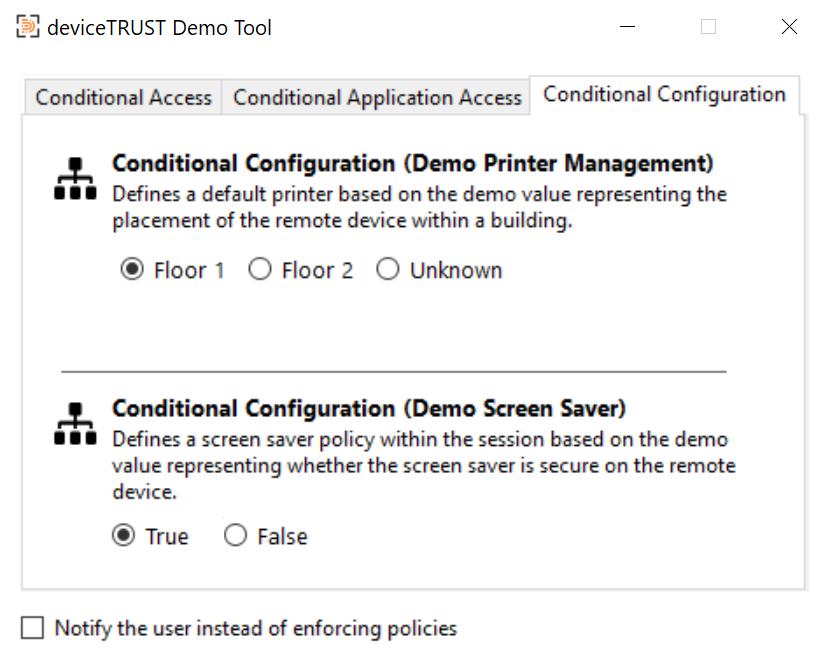 deviceTRUST Demo Tool
Conditional Access
Conditional Application Access
Conditional Configuration
Conditional Configuration (Demo Printer Management)
Defines a default printer based on the demo value representing the
placement of the remote device within a building.
Floor 1
Floor 2
Unknown
Conditional Configuration (Demo Screen Saver)
Defines a screen saver policy within the session based on the demo
value representing whether the screen saver is secure on the remote
device.
True
False
Notify the user instead of enforcing policies